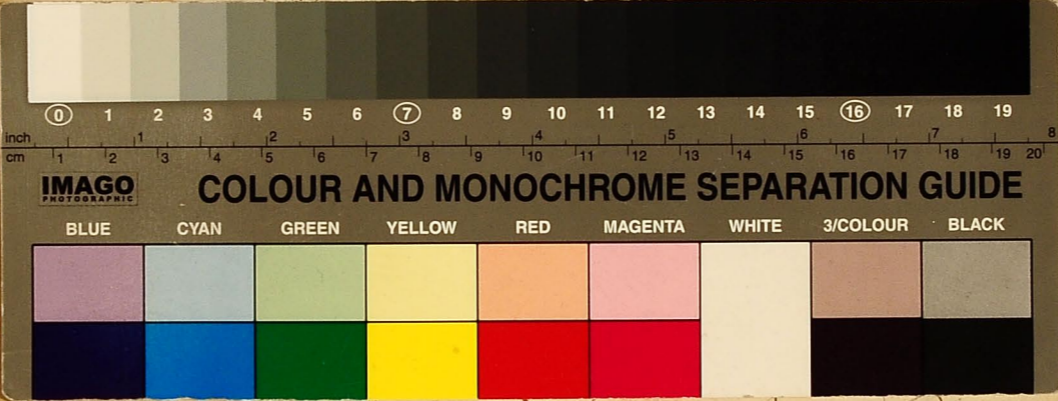 0 1 2 3 4 5 6 7 8 9 10 11 12 13 14 15 16 17 18 19
inch 1 2 3 4 5 6 7 8
cm 1 2 3 4 5 6 7 8 9 10 11 12 13 14 15 16 17 18 19 20
IMAGO
PHOTOGRAPHIC
COLOUR AND MONOCHROME SEPARATION GUIDE
BLUE CYAN GREEN YELLOW RED MAGENTA WHITE 3/COLOUR BLACK